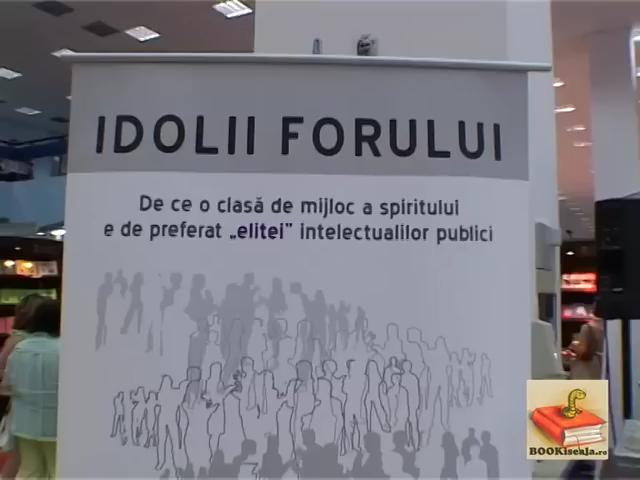 IDOLII FORULUI
De ce o clasă de mijloc a spiritului
e de preferat „elitei” intelectualilor publici
BOOKiseala.ro